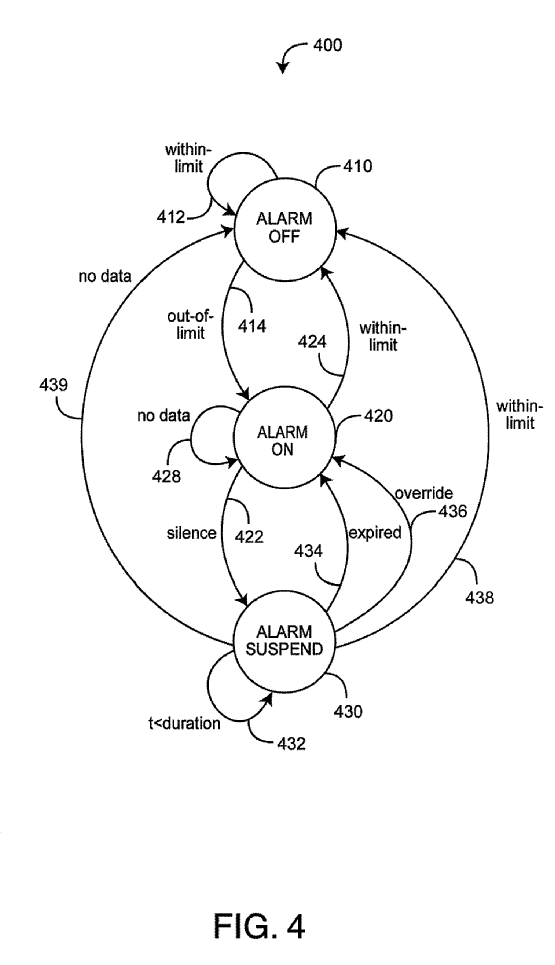 400
within-
limit
410
412
ALARM
OFF
no data
out-of-
limit
414
424
within-
limit
439
no data
428
ALARM
ON
420
within-
limit
override
436
silence
422
434
expired
438
ALARM
SUSPEND
430
t<duration
432
FIG. 4